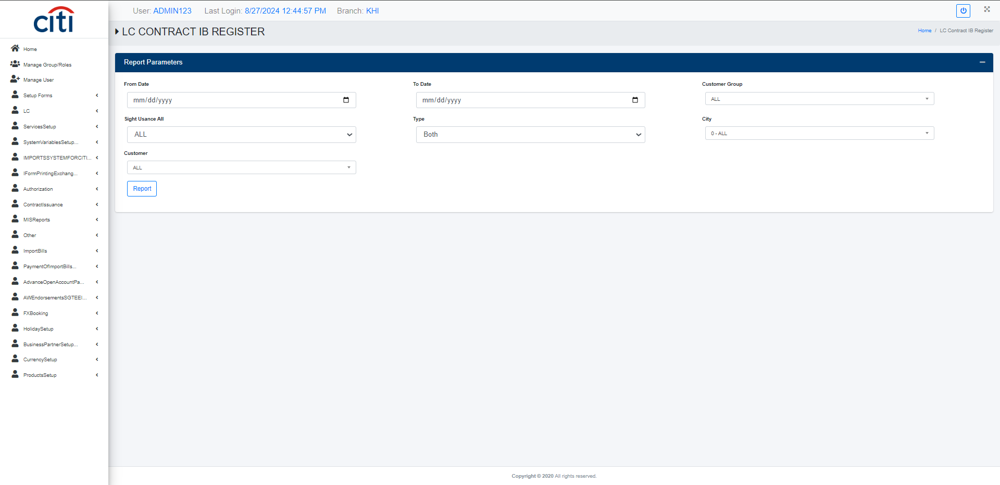 citi
User: ADMIN123 Last Login: 8/27/2024 12:44:57 PM Branch: KHI
LC CONTRACT IB REGISTER
Home / LC Contract IB Register
Home
Manage Group/Roles
Manage User
Setup Forms
LC
ServicesSetup
SystemVariablesSetup...
IMPORTSSYSTEMFORCITI...
IFormPrintingExchang...
Authorization
ContractIssuance
MISReports
Other
ImportBills
PaymentOfImportBills...
AdvanceOpenAccountPa...
AWEndorsementsSGTEEI...
FXBooking
HolidaySetup
BusinessPartnerSetup...
CurrencySetup
ProductsSetup
Report Parameters
From Date To Date Customer Group
mm/dd/yyyy mm/dd/yyyy ALL
Sight Usance All Type City
ALL Both 0 - ALL
Customer
ALL
Report
Copyright © 2020 All rights reserved.